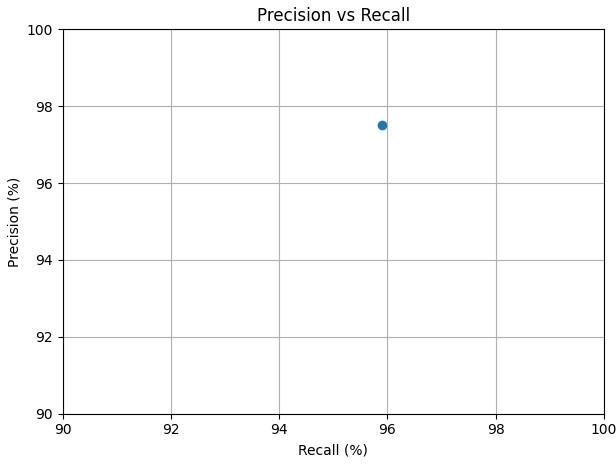 Precision vs Recall
100
98
96
94
92
90
Precision (%)
90 92 94 96 98 100
Recall (%)